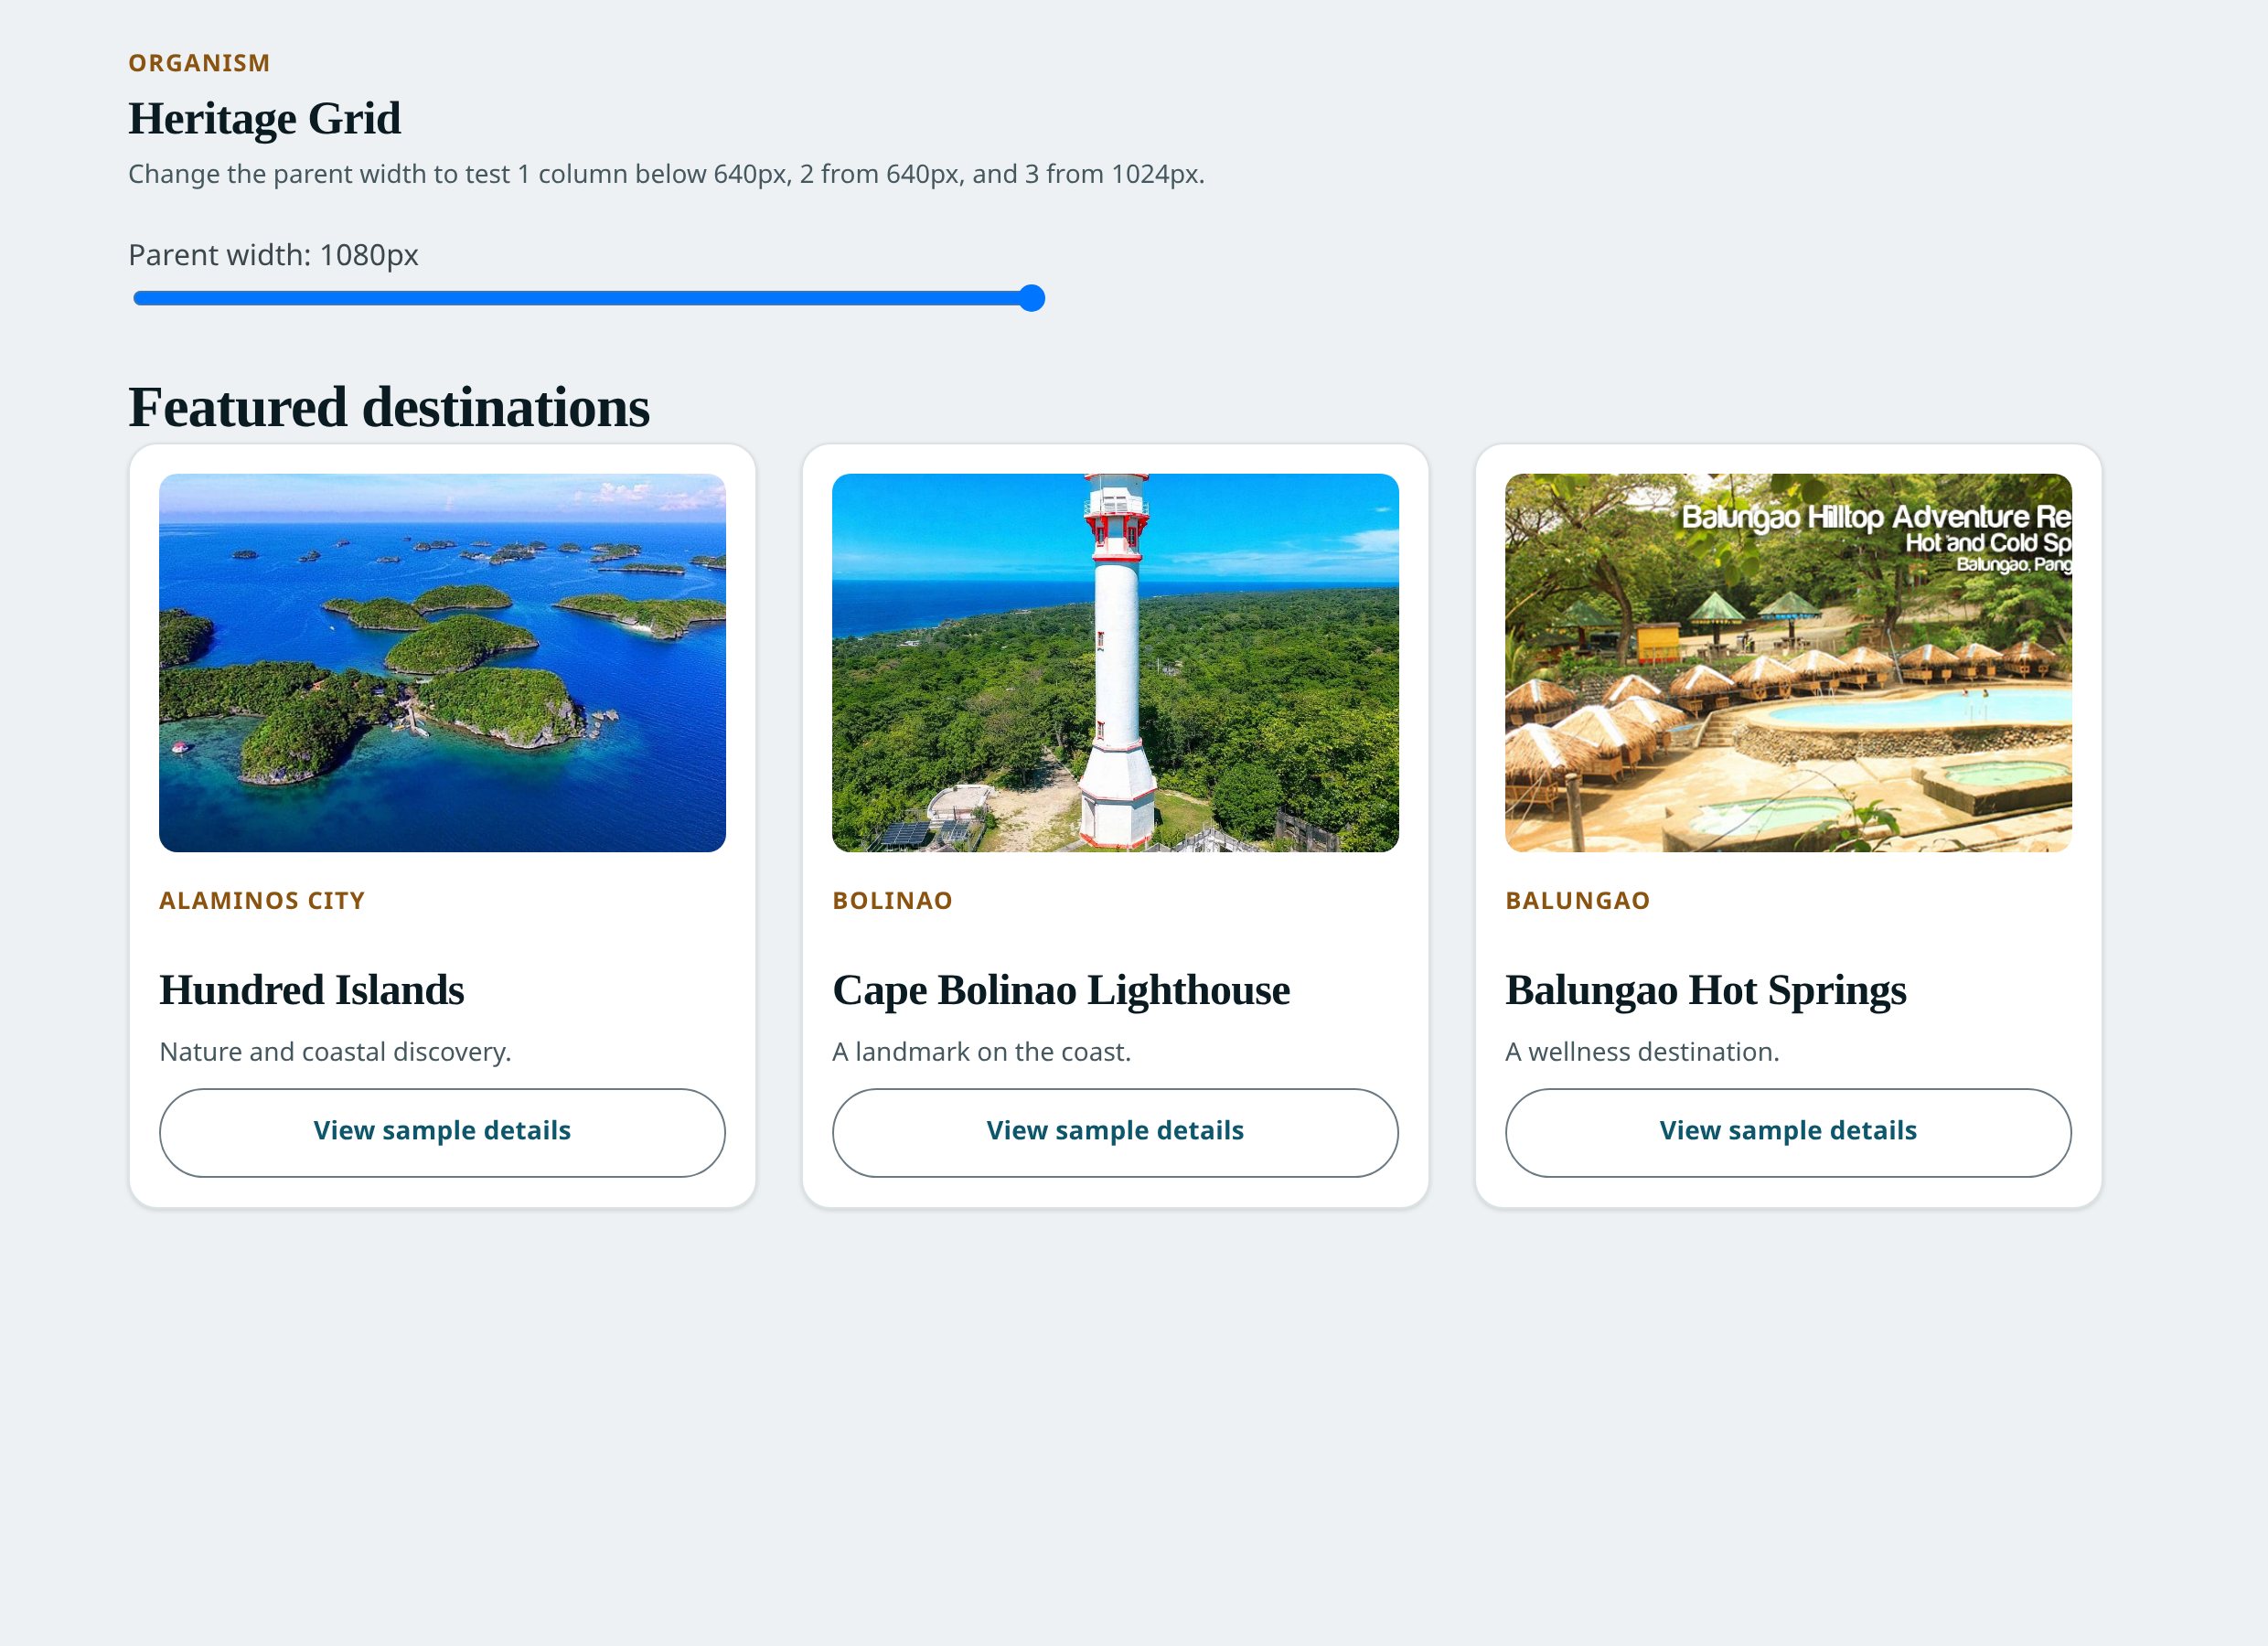 ORGANISM
Heritage Grid
Change the parent width to test 1 column below 640px, 2 from 640px, and 3 from 1024px.
Parent width: 1080px
Featured destinations
Balungao Hilltop Adventure Re
Hot and Cold Sp
Balungao, Pang
ALAMINOS CITY
Hundred Islands
Nature and coastal discovery.
View sample details
BOLINAO
Cape Bolinao Lighthouse
A landmark on the coast.
View sample details
BALUNGAO
Balungao Hot Springs
A wellness destination.
View sample details